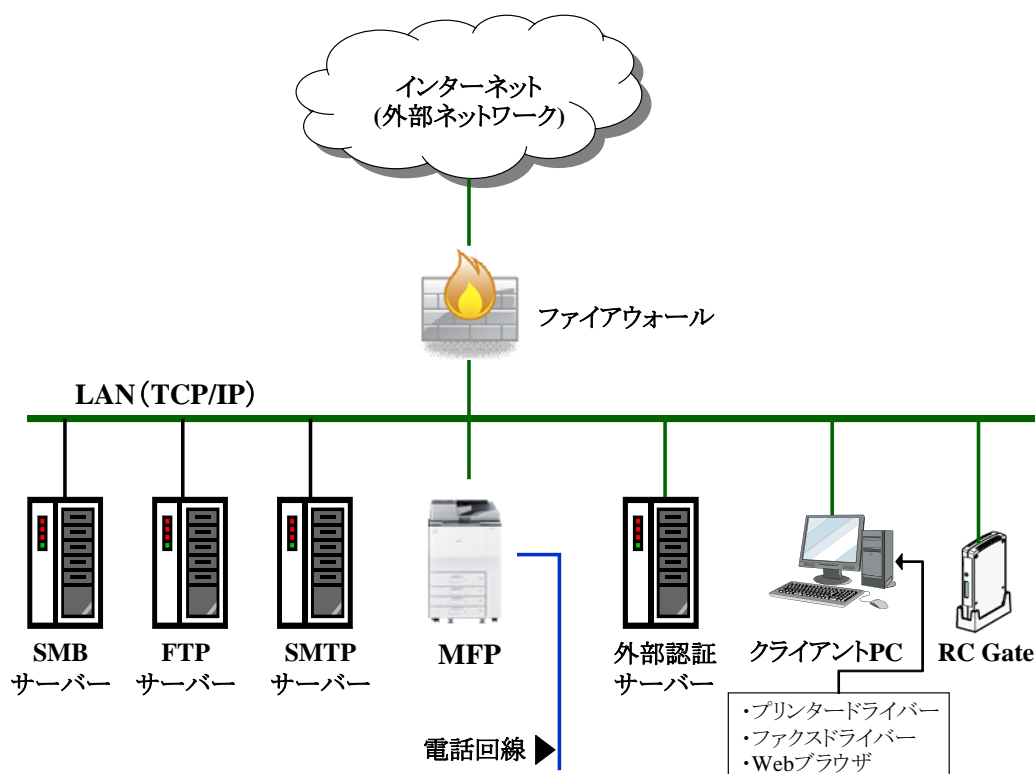 インターネット
(外部ネットワーク)
ファイアウォール
LAN（TCP/IP）
SMB
サーバー
FTP
サーバー
SMTP
サーバー
MFP
外部認証
サーバー
クライアントPC
RC Gate
電話回線
・プリンタードライバー
・ファクスドライバー
・Webブラウザ